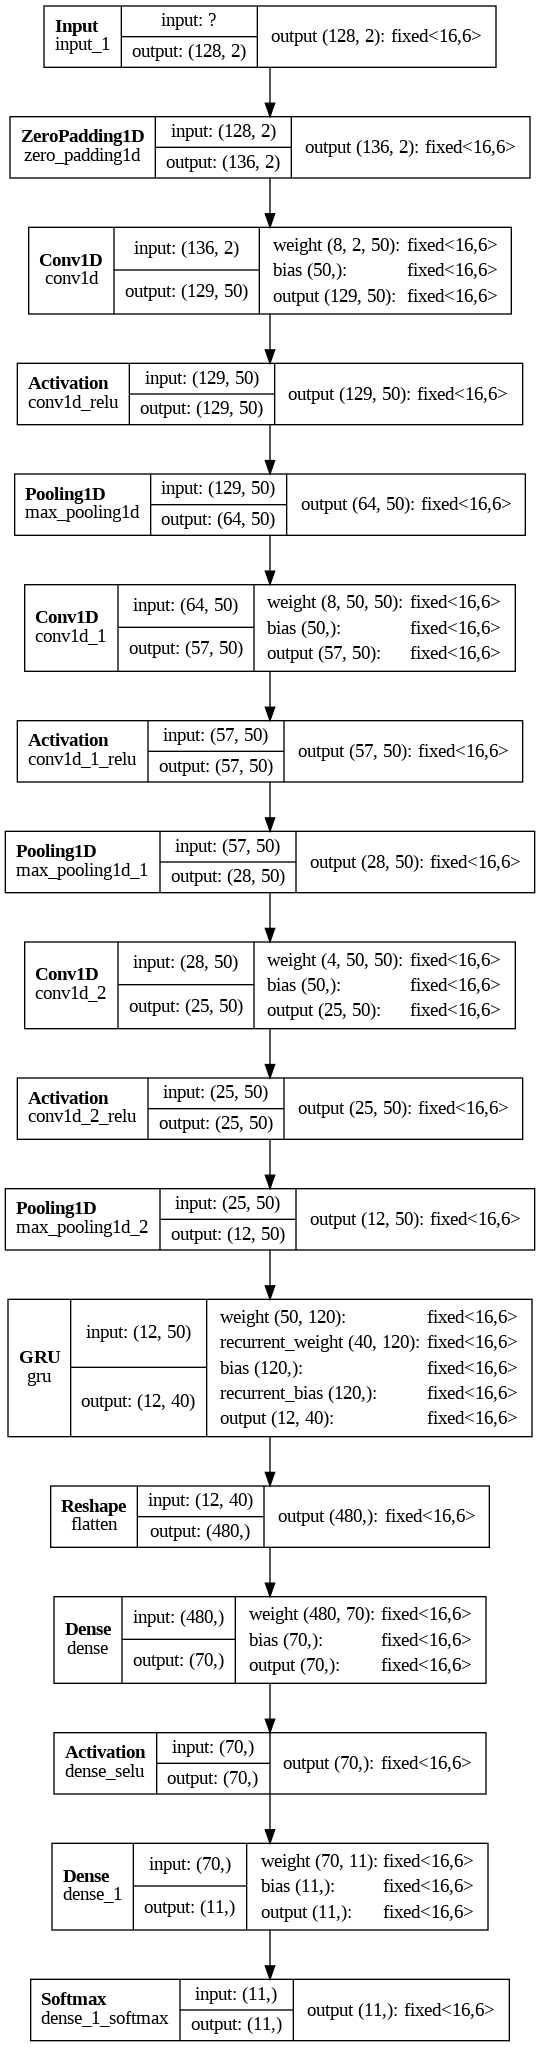 Input
input_1
input: ?
output: (128, 2)
output (128, 2): fixed<16,6>
ZeroPadding1D
zero_padding1d
input: (128, 2)
output: (136, 2)
output (136, 2): fixed<16,6>
Conv1D
conv1d
input: (136, 2)
output: (129, 50)
weight (8, 2, 50): fixed<16,6>
bias (50,): fixed<16,6>
output (129, 50): fixed<16,6>
Activation
conv1d_relu
input: (129, 50)
output: (129, 50)
output (129, 50): fixed<16,6>
Pooling1D
max_pooling1d
input: (129, 50)
output: (64, 50)
output (64, 50): fixed<16,6>
Conv1D
conv1d_1
input: (64, 50)
output: (57, 50)
weight (8, 50, 50): fixed<16,6>
bias (50,): fixed<16,6>
output (57, 50): fixed<16,6>
Activation
conv1d_1_relu
input: (57, 50)
output: (57, 50)
output (57, 50): fixed<16,6>
Pooling1D
max_pooling1d_1
input: (57, 50)
output: (28, 50)
output (28, 50): fixed<16,6>
Conv1D
conv1d_2
input: (28, 50)
output: (25, 50)
weight (4, 50, 50): fixed<16,6>
bias (50,): fixed<16,6>
output (25, 50): fixed<16,6>
Activation
conv1d_2_relu
input: (25, 50)
output: (25, 50)
output (25, 50): fixed<16,6>
Pooling1D
max_pooling1d_2
input: (25, 50)
output: (12, 50)
output (12, 50): fixed<16,6>
GRU
gru
input: (12, 50)
output: (12, 40)
weight (50, 120): fixed<16,6>
recurrent_weight (40, 120): fixed<16,6>
bias (120,): fixed<16,6>
recurrent_bias (120,): fixed<16,6>
output (12, 40): fixed<16,6>
Reshape
flatten
input: (12, 40)
output: (480,)
output (480,): fixed<16,6>
Dense
dense
input: (480,)
output: (70,)
weight (480, 70): fixed<16,6>
bias (70,): fixed<16,6>
output (70,): fixed<16,6>
Activation
dense_selu
input: (70,)
output: (70,)
output (70,): fixed<16,6>
Dense
dense_1
input: (70,)
output: (11,)
weight (70, 11): fixed<16,6>
bias (11,): fixed<16,6>
output (11,): fixed<16,6>
Softmax
dense_1_softmax
input: (11,)
output: (11,)
output (11,): fixed<16,6>